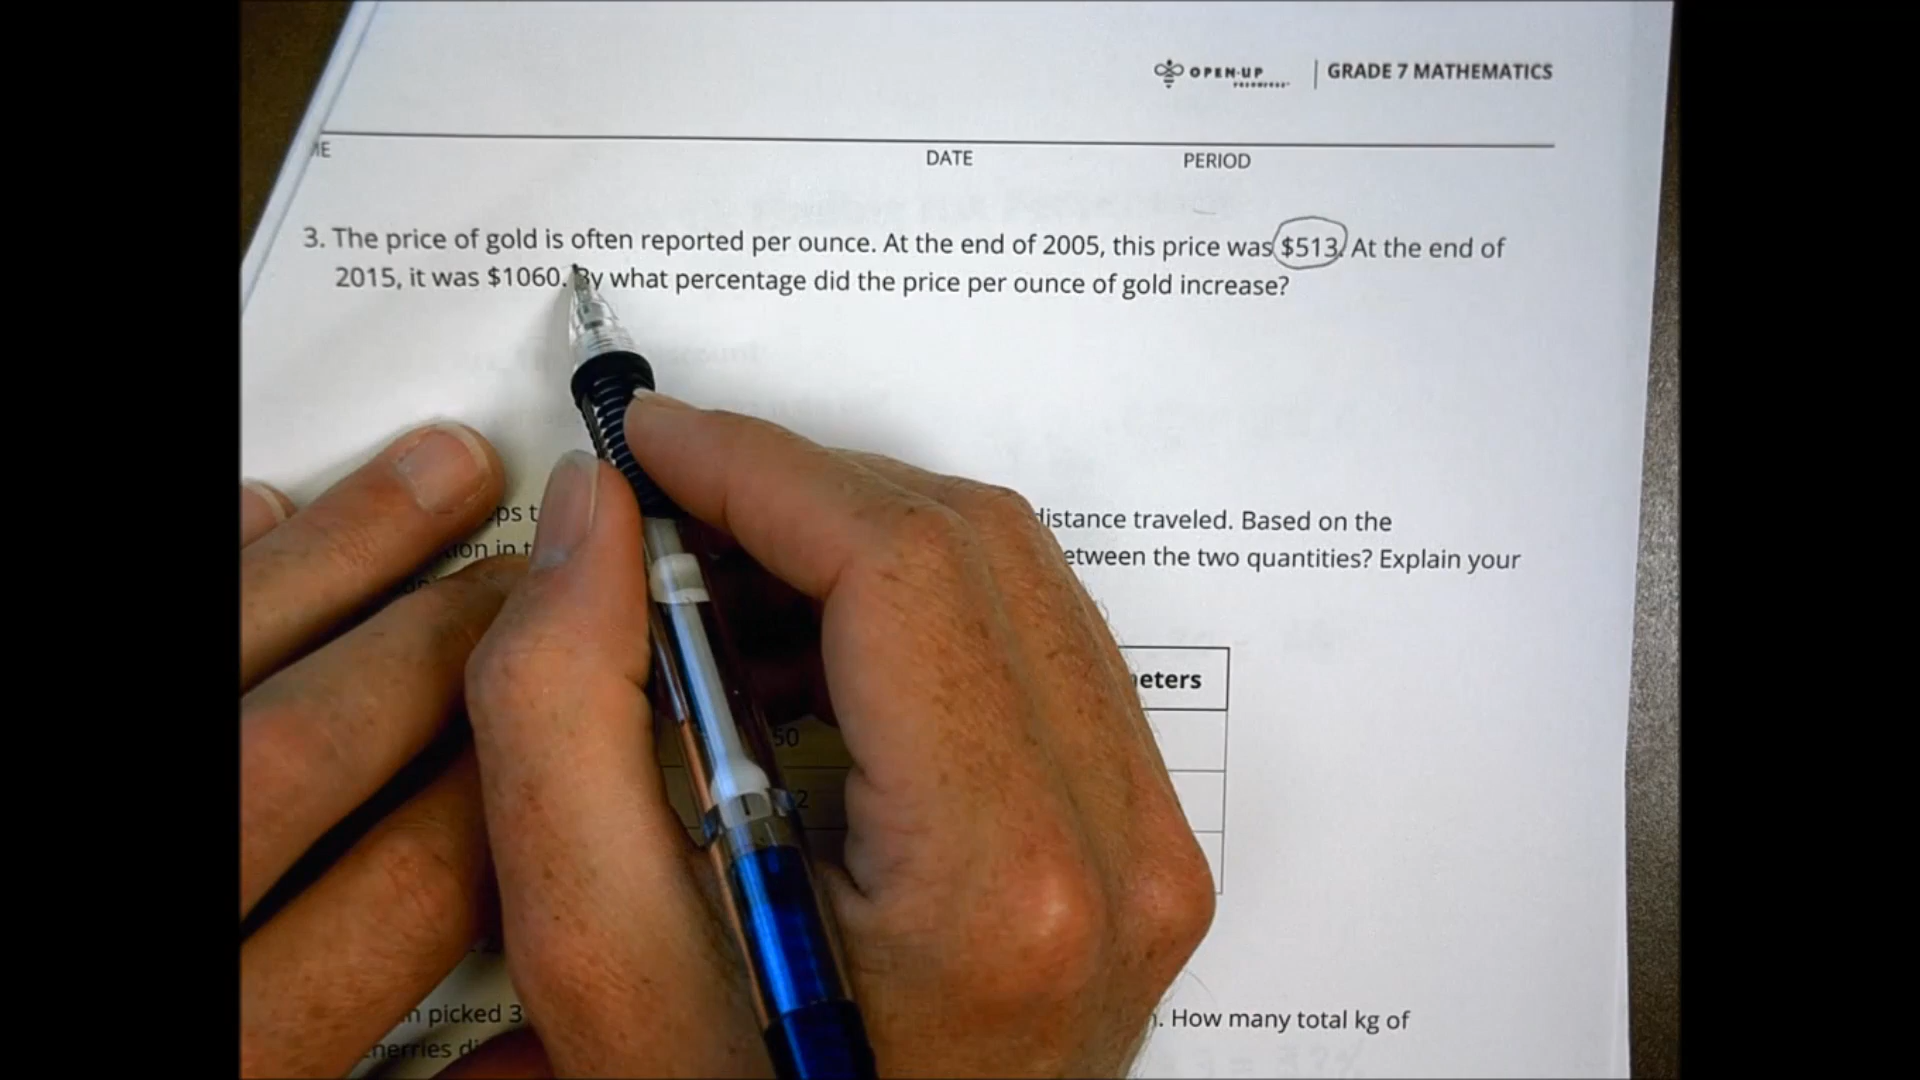 OPEN-UP | GRADE 7 MATHEMATICS
DATE PERIOD
3. The price of gold is often reported per ounce. At the end of 2005, this price was $513. At the end of
2015, it was $1060. By what percentage did the price per ounce of gold increase?
distance traveled. Based on the
between the two quantities? Explain your
50
picked 3 . How many total kg of